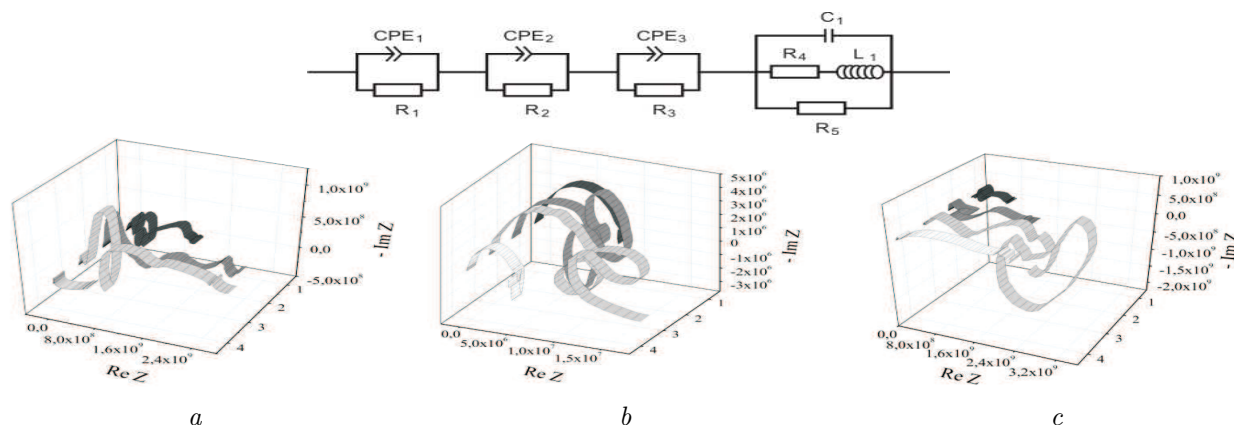 C₁
CPE₁ CPE₂ CPE₃ R₄ L₁
R₁ R₂ R₃ R₅
1,0x10⁹
5,0x10⁸
0,0
-5,0x10⁸
- Im Z
1
2
3
4
0,0
8,0x10⁸
1,6x10⁹
2,4x10⁹
Re Z
5x10⁶
4x10⁶
3x10⁶
2x10⁶
1x10⁶
0
-1x10⁶
-2x10⁶
-3x10⁶
- Im Z
1
2
3
4
0,0
5,0x10⁶
1,0x10⁷
1,5x10⁷
Re Z
1,0x10⁹
5,0x10⁸
0,0
-5,0x10⁸
-1,0x10⁹
-1,5x10⁹
-2,0x10⁹
- Im Z
1
2
3
4
0,0
8,0x10⁸
1,6x10⁹
2,4x10⁹
3,2x10⁹
Re Z
a b c